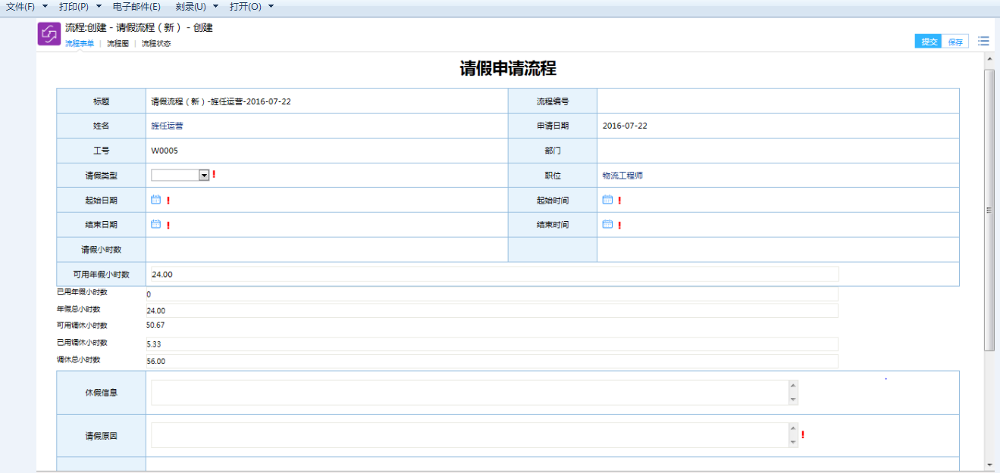 文件(F) 打印(P) 电子邮件(E) 刻录(U) 打开(O)
流程:创建 - 请假流程（新） - 创建
流程表单 | 流程图 | 流程状态
提交 保存
请假申请流程
标题 请假流程（新）-旌任运营-2016-07-22 流程编号
姓名 旌任运营 申请日期 2016-07-22
工号 W0005 部门
请假类型 ! 职位 物流工程师
起始日期 ! 起始时间 !
结束日期 ! 结束时间 !
请假小时数
可用年假小时数 24.00
已用年假小时数 0
年假总小时数 24.00
可用调休小时数 50.67
已用调休小时数 5.33
调休总小时数 56.00
休假信息
请假原因 !